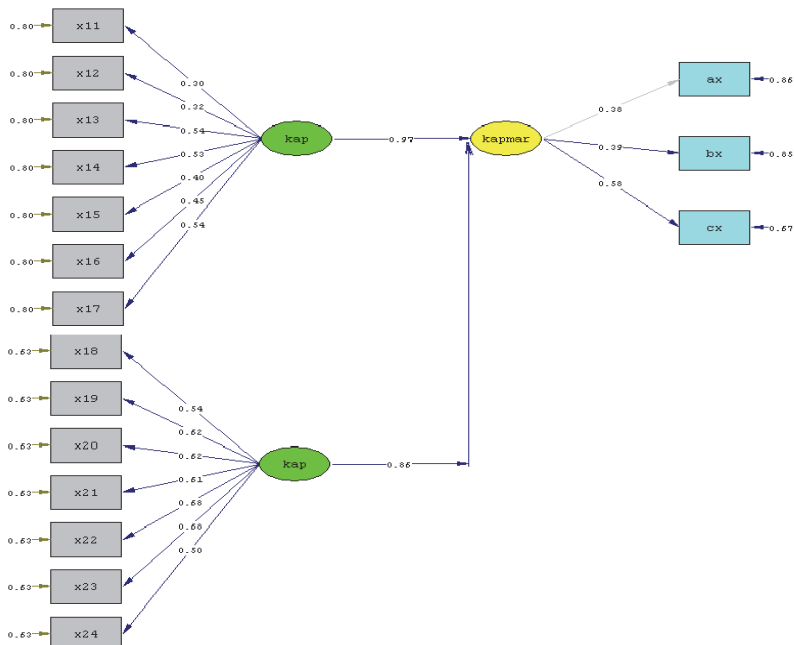 0.80 x11
0.80 x12
0.80 x13
0.80 x14
0.80 x15
0.80 x16
0.80 x17
0.30
0.32
0.54
0.53
0.40
0.45
0.54
kap
0.97
kapmar
0.38
0.39
0.58
ax 0.86
bx 0.85
cx 0.67
0.63 x18
0.63 x19
0.63 x20
0.63 x21
0.63 x22
0.63 x23
0.63 x24
0.54
0.62
0.62
0.61
0.68
0.68
0.50
kap
0.86